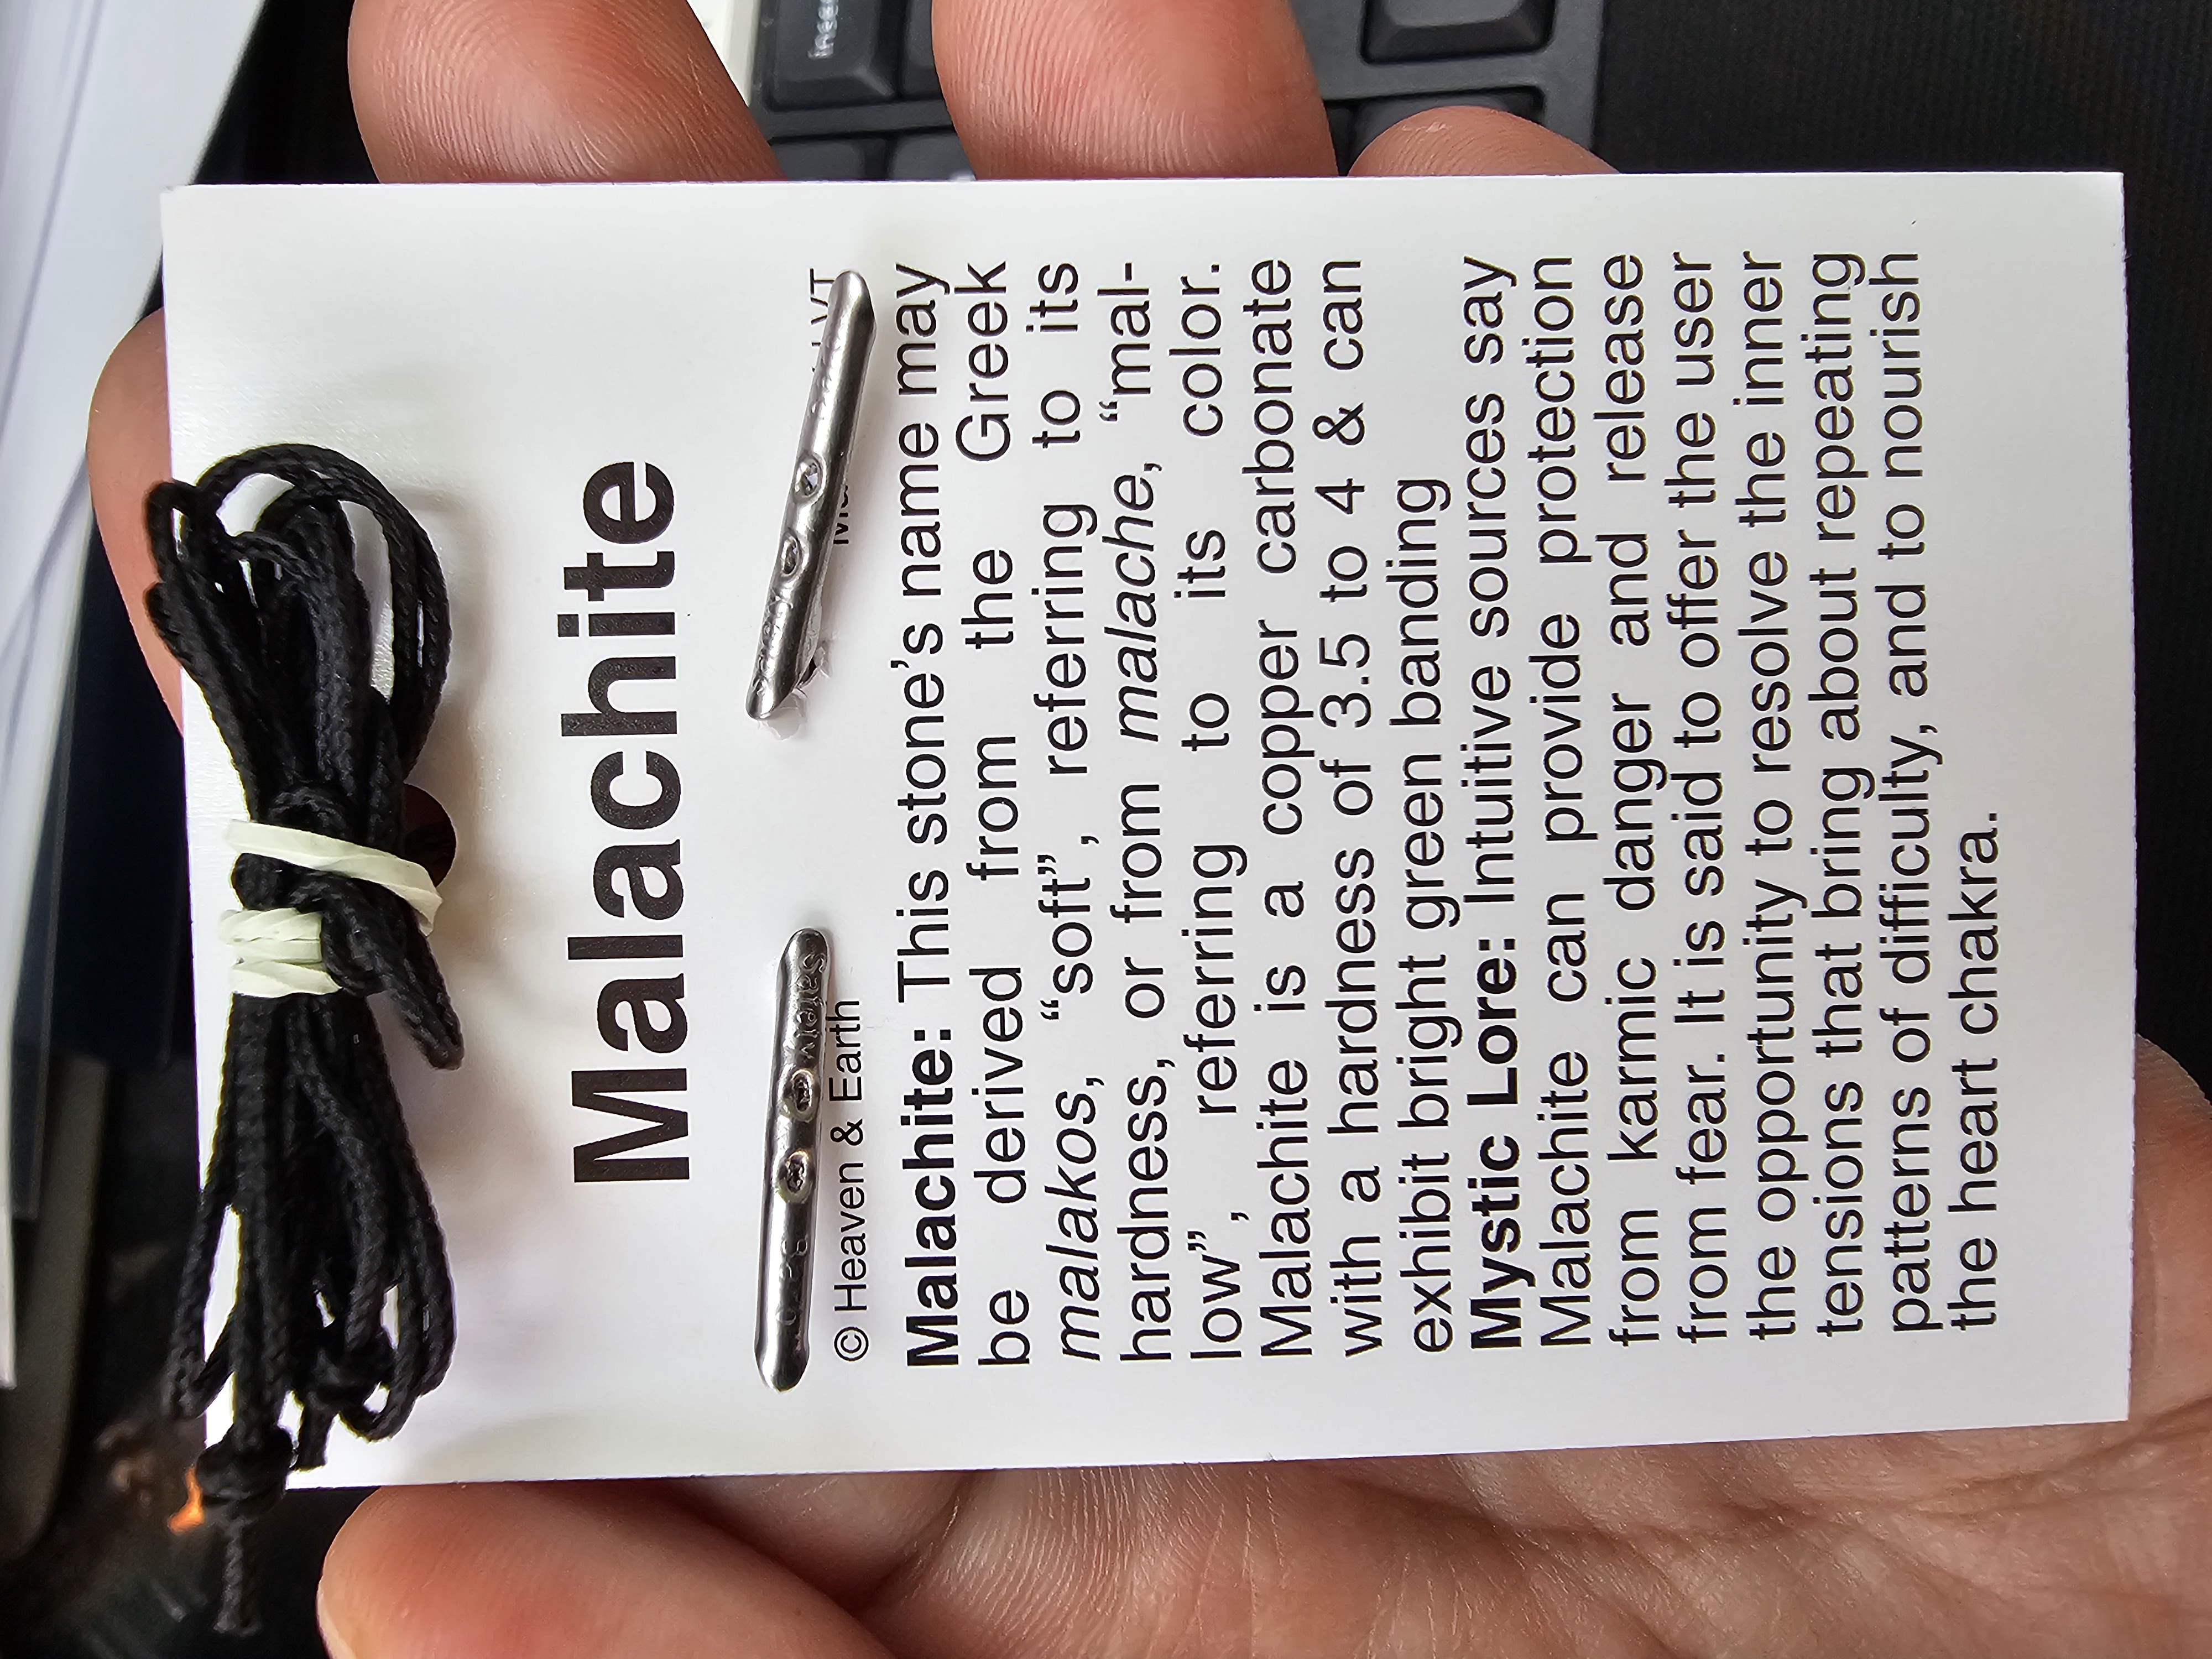 Malachite
© Heaven & Earth
Malachite: This stone's name may
be derived from the Greek
malakos, “soft”, referring to its
hardness, or from malache, “mal-
low”, referring to its color.
Malachite is a copper carbonate
with a hardness of 3.5 to 4 & can
exhibit bright green banding
Mystic Lore: Intuitive sources say
Malachite can provide protection
from karmic danger and release
from fear. It is said to offer the user
the opportunity to resolve the inner
tensions that bring about repeating
patterns of difficulty, and to nourish
the heart chakra.